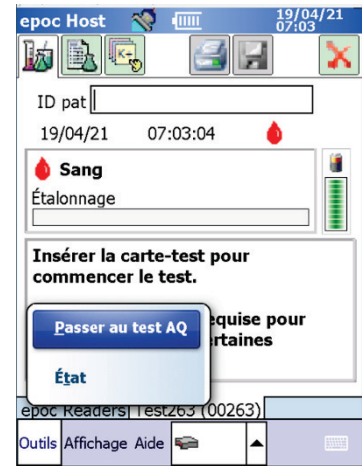 epoc Host
19/04/21
07:03
K+
ID pat
19/04/21 07:03:04
Sang
Étalonnage
Insérer la carte-test pour
commencer le test.
equise pour
ertaines
Passer au test AQ
État
epoc Readers Test263 (00263)
Outils Affichage Aide